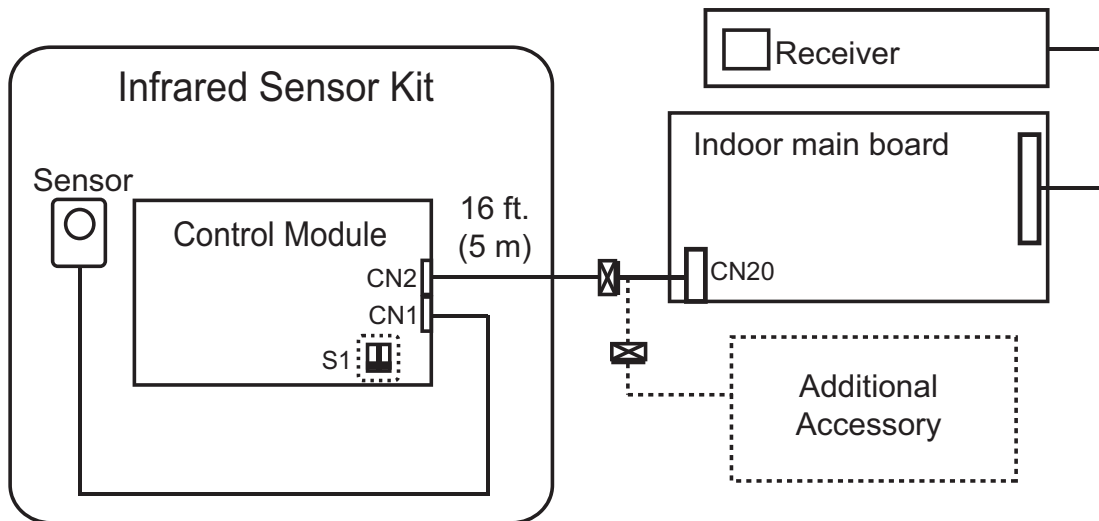 Infrared Sensor Kit
Sensor
Control Module
CN2
CN1
S1
16 ft.
(5 m)
Receiver
Indoor main board
CN20
Additional
Accessory